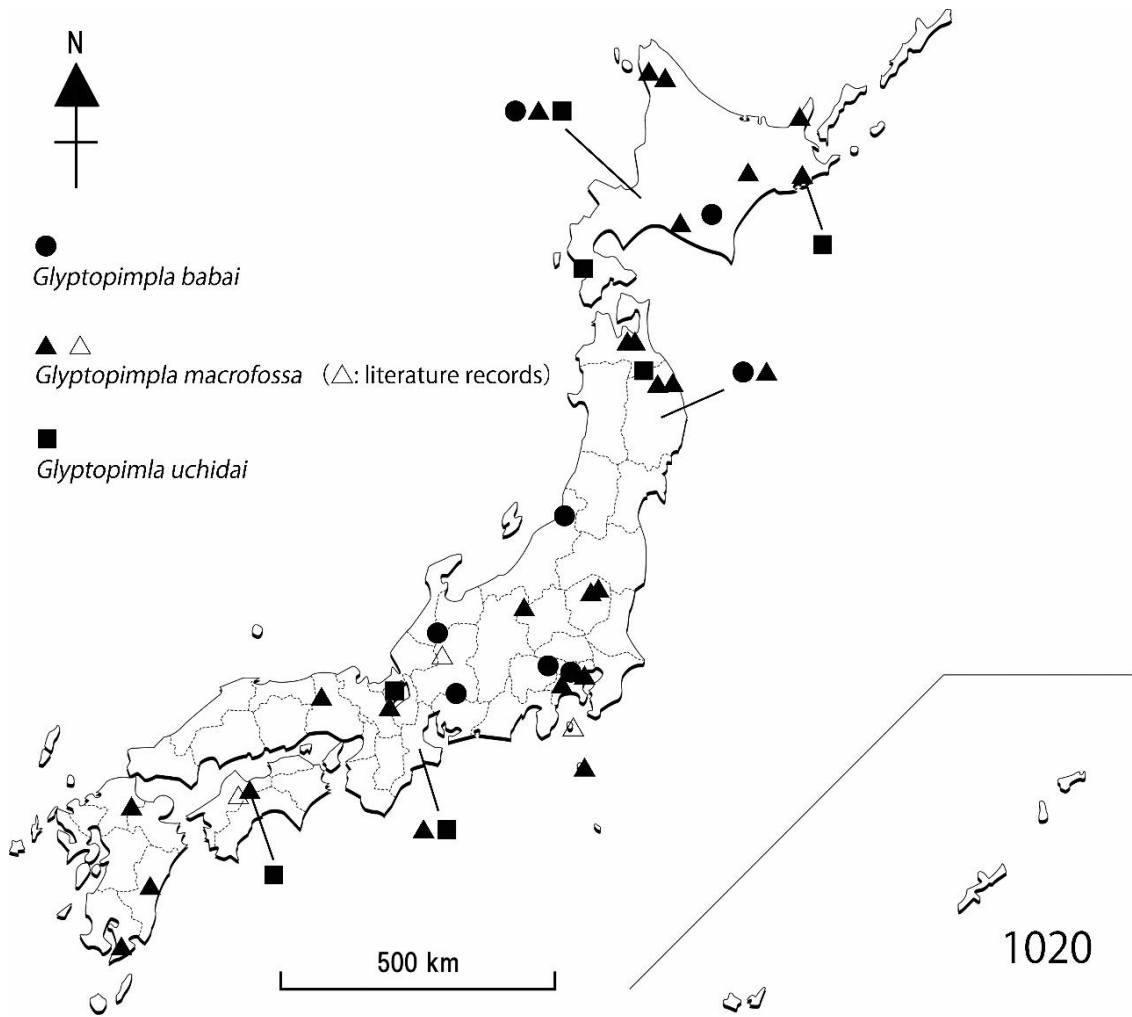 N
Glyptopimpla babai
Glyptopimpla macrofossa (△: literature records)
Glyptopimla uchidai
500 km
1020